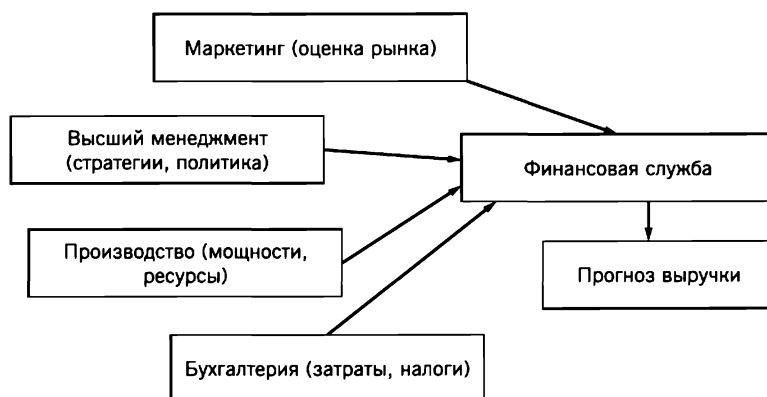 Маркетинг (оценка рынка)
Высший менеджмент
(стратегии, политика)
Финансовая служба
Производство (мощности,
ресурсы)
Прогноз выручки
Бухгалтерия (затраты, налоги)